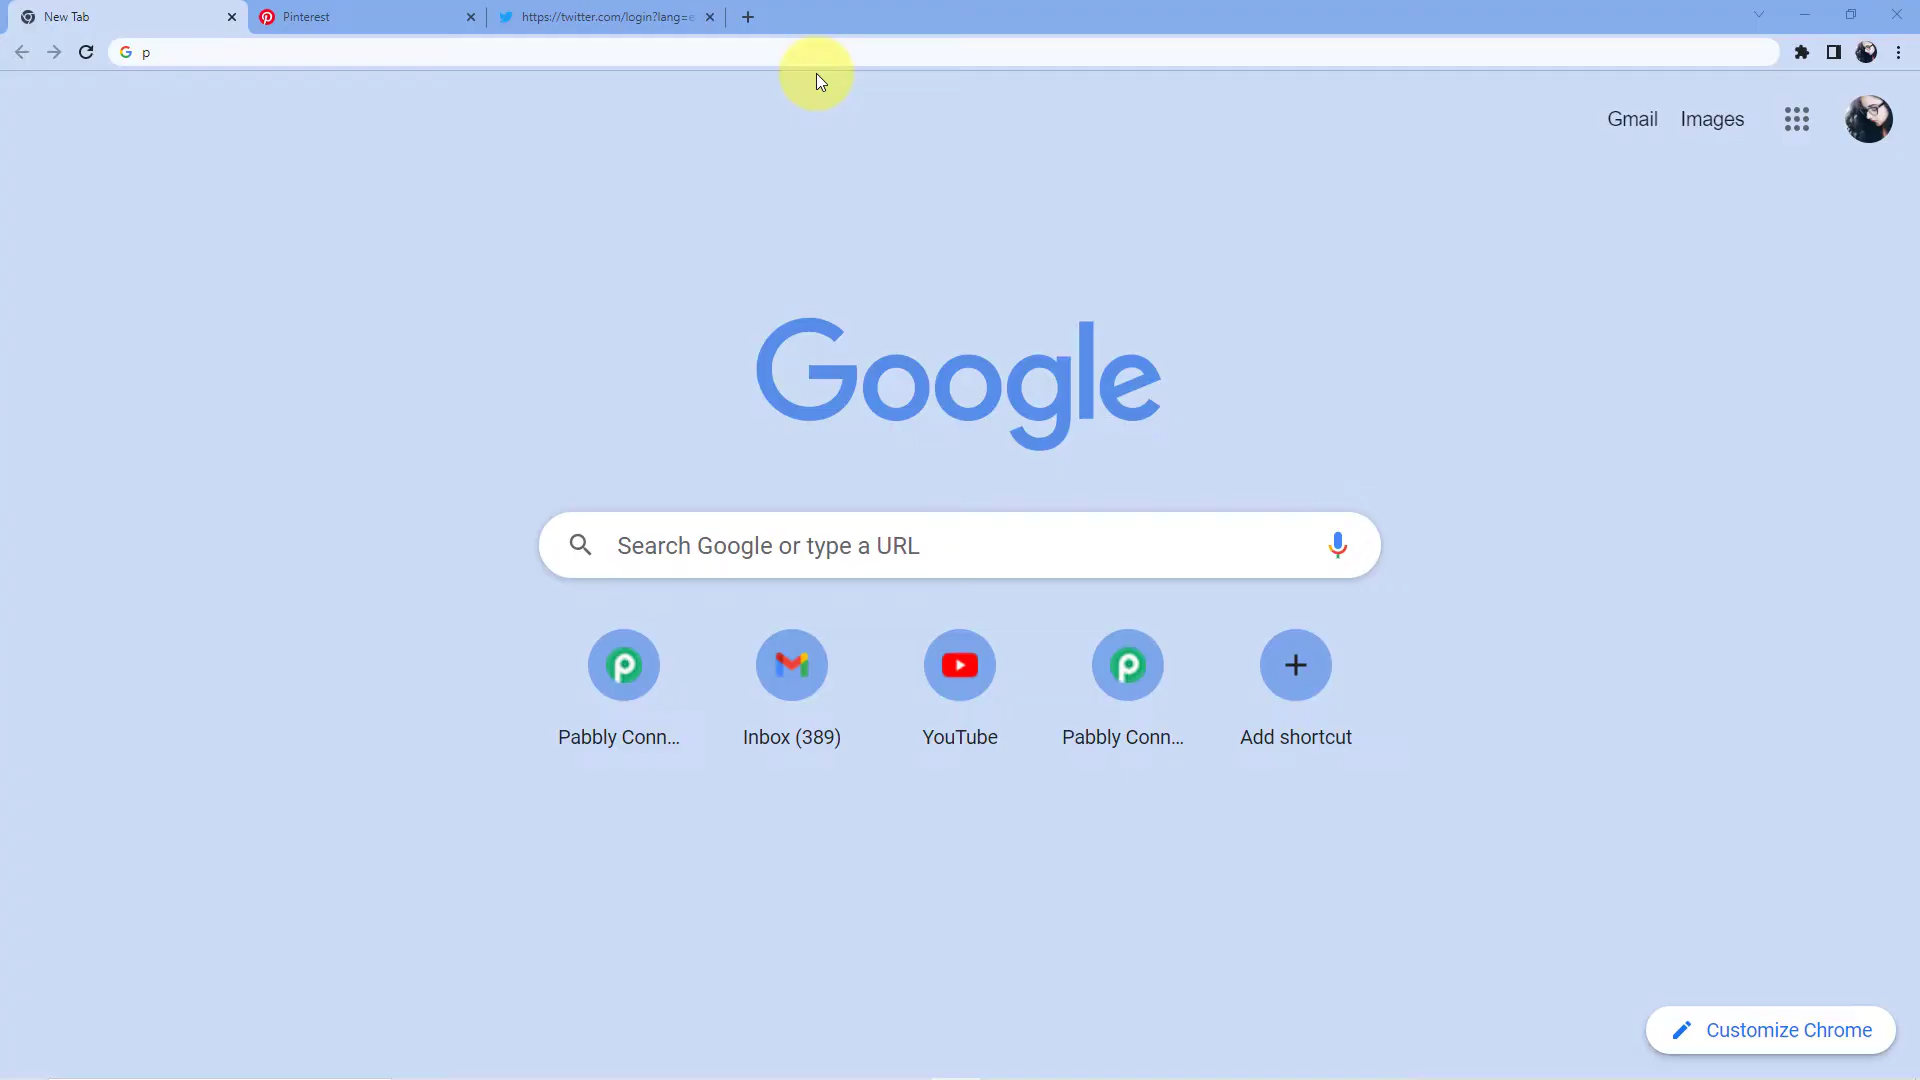 New Tab
Pinterest
https://twitter.com/login?lang=e
p
Gmail
Images
Google
Search Google or type a URL
Pabbly Conn...
Inbox (389)
YouTube
Pabbly Conn...
Add shortcut
Customize Chrome